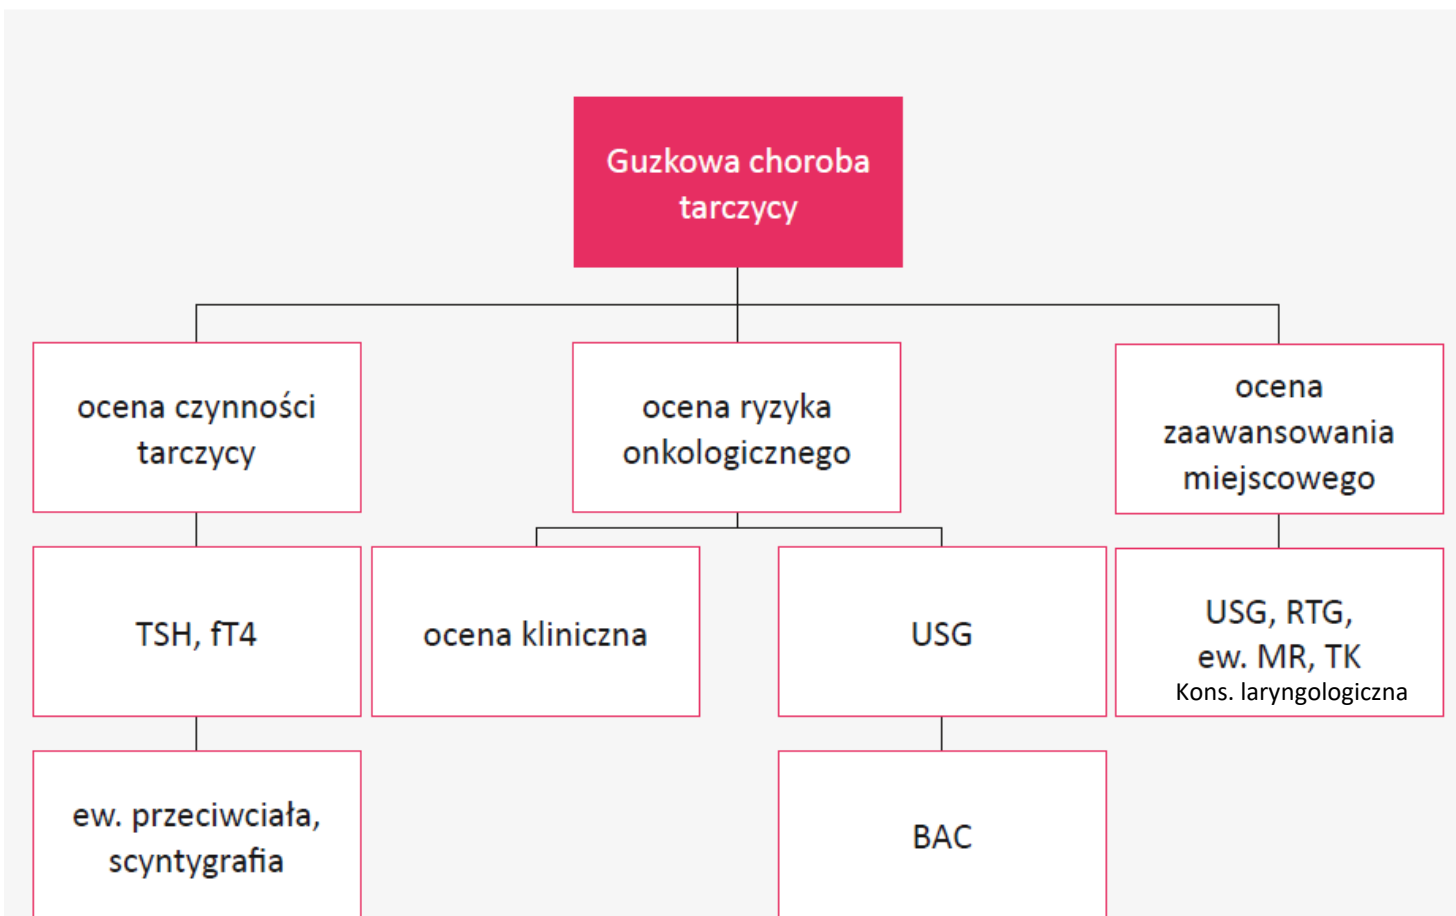 Guzkowa choroba
tarczycy
ocena czynności
tarczycy
ocena ryzyka
onkologicznego
ocena
zaawansowania
miejscowego
TSH, fT4
ocena kliniczna
USG
USG, RTG,
ew. MR, TK
Kons. laryngologiczna
ew. przeciwciała,
scyntygrafia
BAC